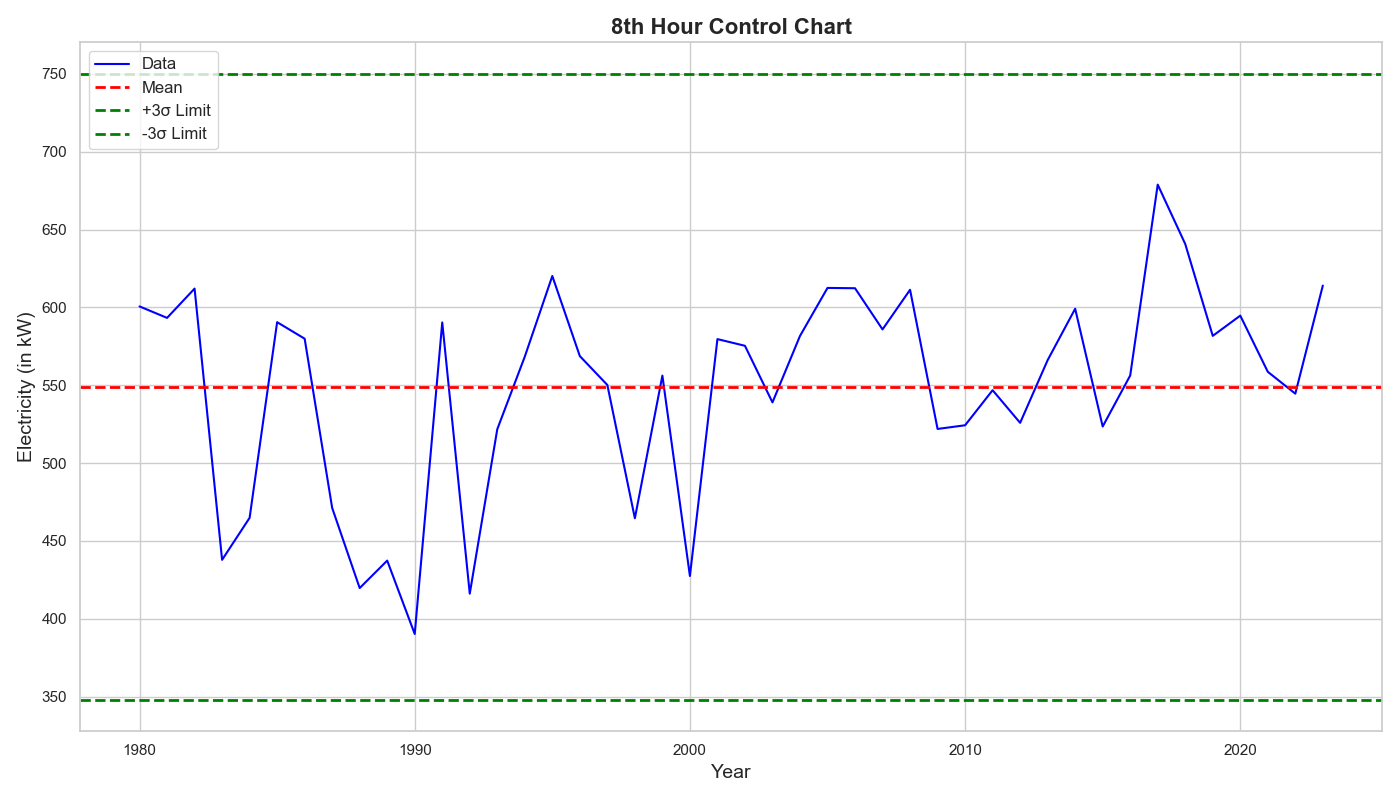 8th Hour Control Chart
Data
Mean
+3σ Limit
-3σ Limit
750
700
650
600
550
500
450
400
350
Electricity (in kW)
1980
1990
2000
2010
2020
Year